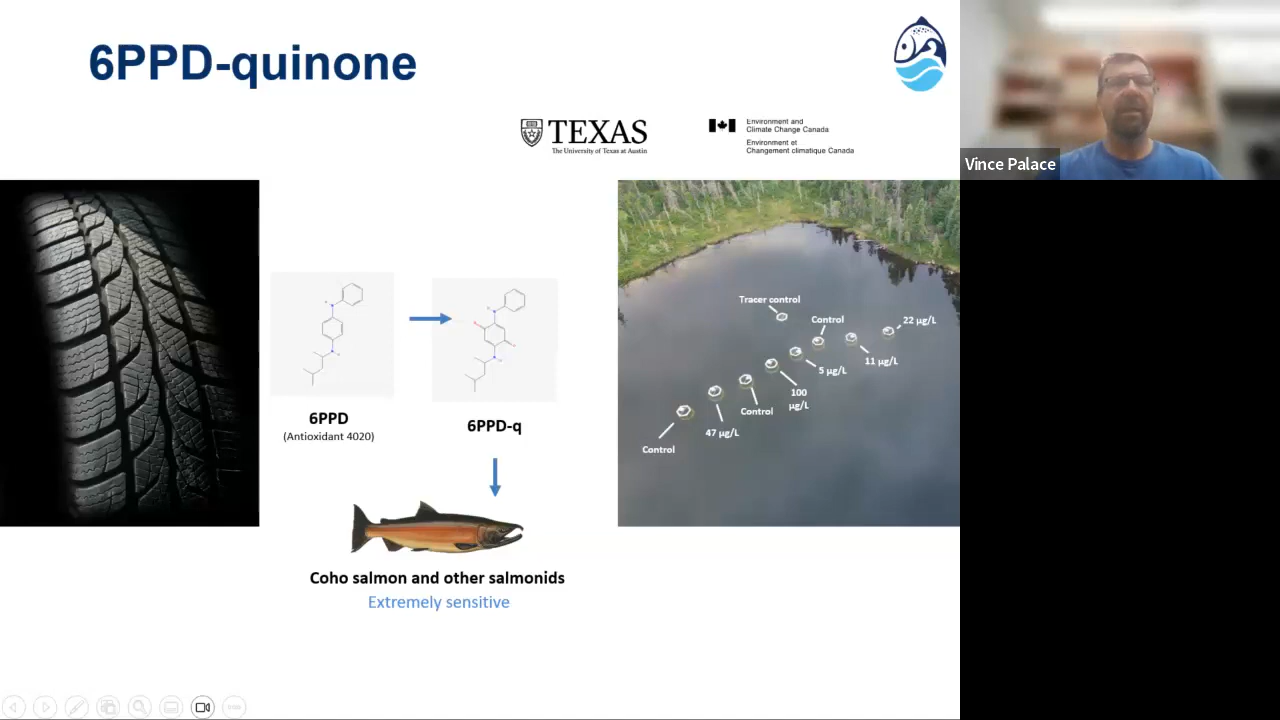 6PPD-quinone
TEXAS
The University of Texas at Austin
Environment and
Climate Change Canada
Environnement et
Changement climatique Canada
Vince Palace
6PPD
(Antioxidant 4020)
6PPD-q
Coho salmon and other salmonids
Extremely sensitive
Tracer control
Control
22 µg/L
11 µg/L
5 µg/L
100
µg/L
Control
47 µg/L
Control